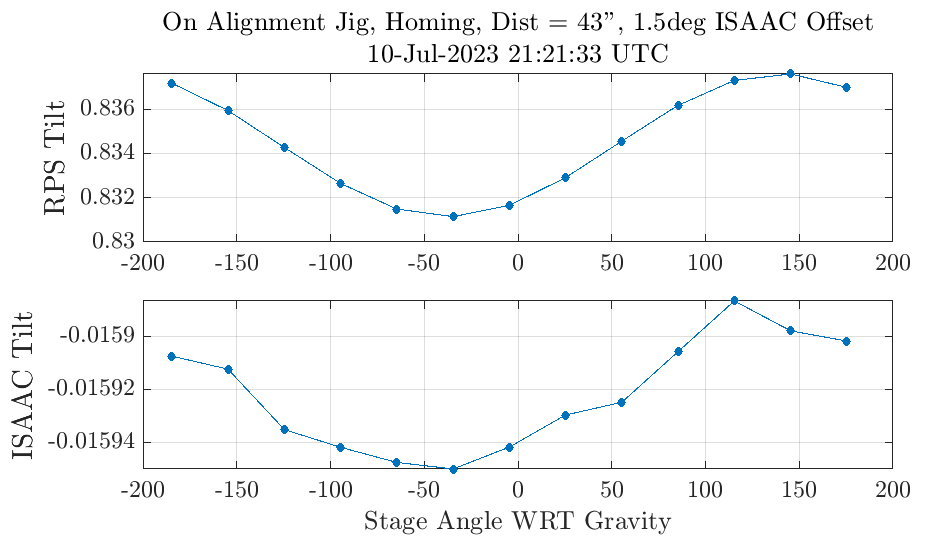 On Alignment Jig, Homing, Dist = 43”, 1.5deg ISAAC Offset
10-Jul-2023 21:21:33 UTC
RPS Tilt
0.836
0.834
0.832
0.83
-200 -150 -100 -50 0 50 100 150 200
ISAAC Tilt
-0.0159
-0.01592
-0.01594
-200 -150 -100 -50 0 50 100 150 200
Stage Angle WRT Gravity